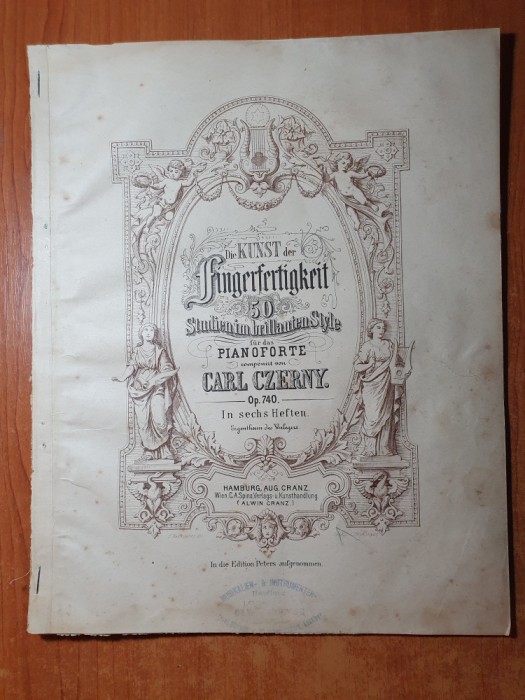 Die KUNST der
Fingerfertigkeit
50
Studien im brillanten Style
für das
PIANOFORTE
componirt von
CARL CZERNY.
Op. 740.
In sechs Heften.
Eigenthum des Verlegers
HAMBURG, AUG. CRANZ.
Wien, C. A. Spina, Verlags- u. Kunsthandlung
(ALWIN CRANZ)
In die Edition Peters aufgenommen.